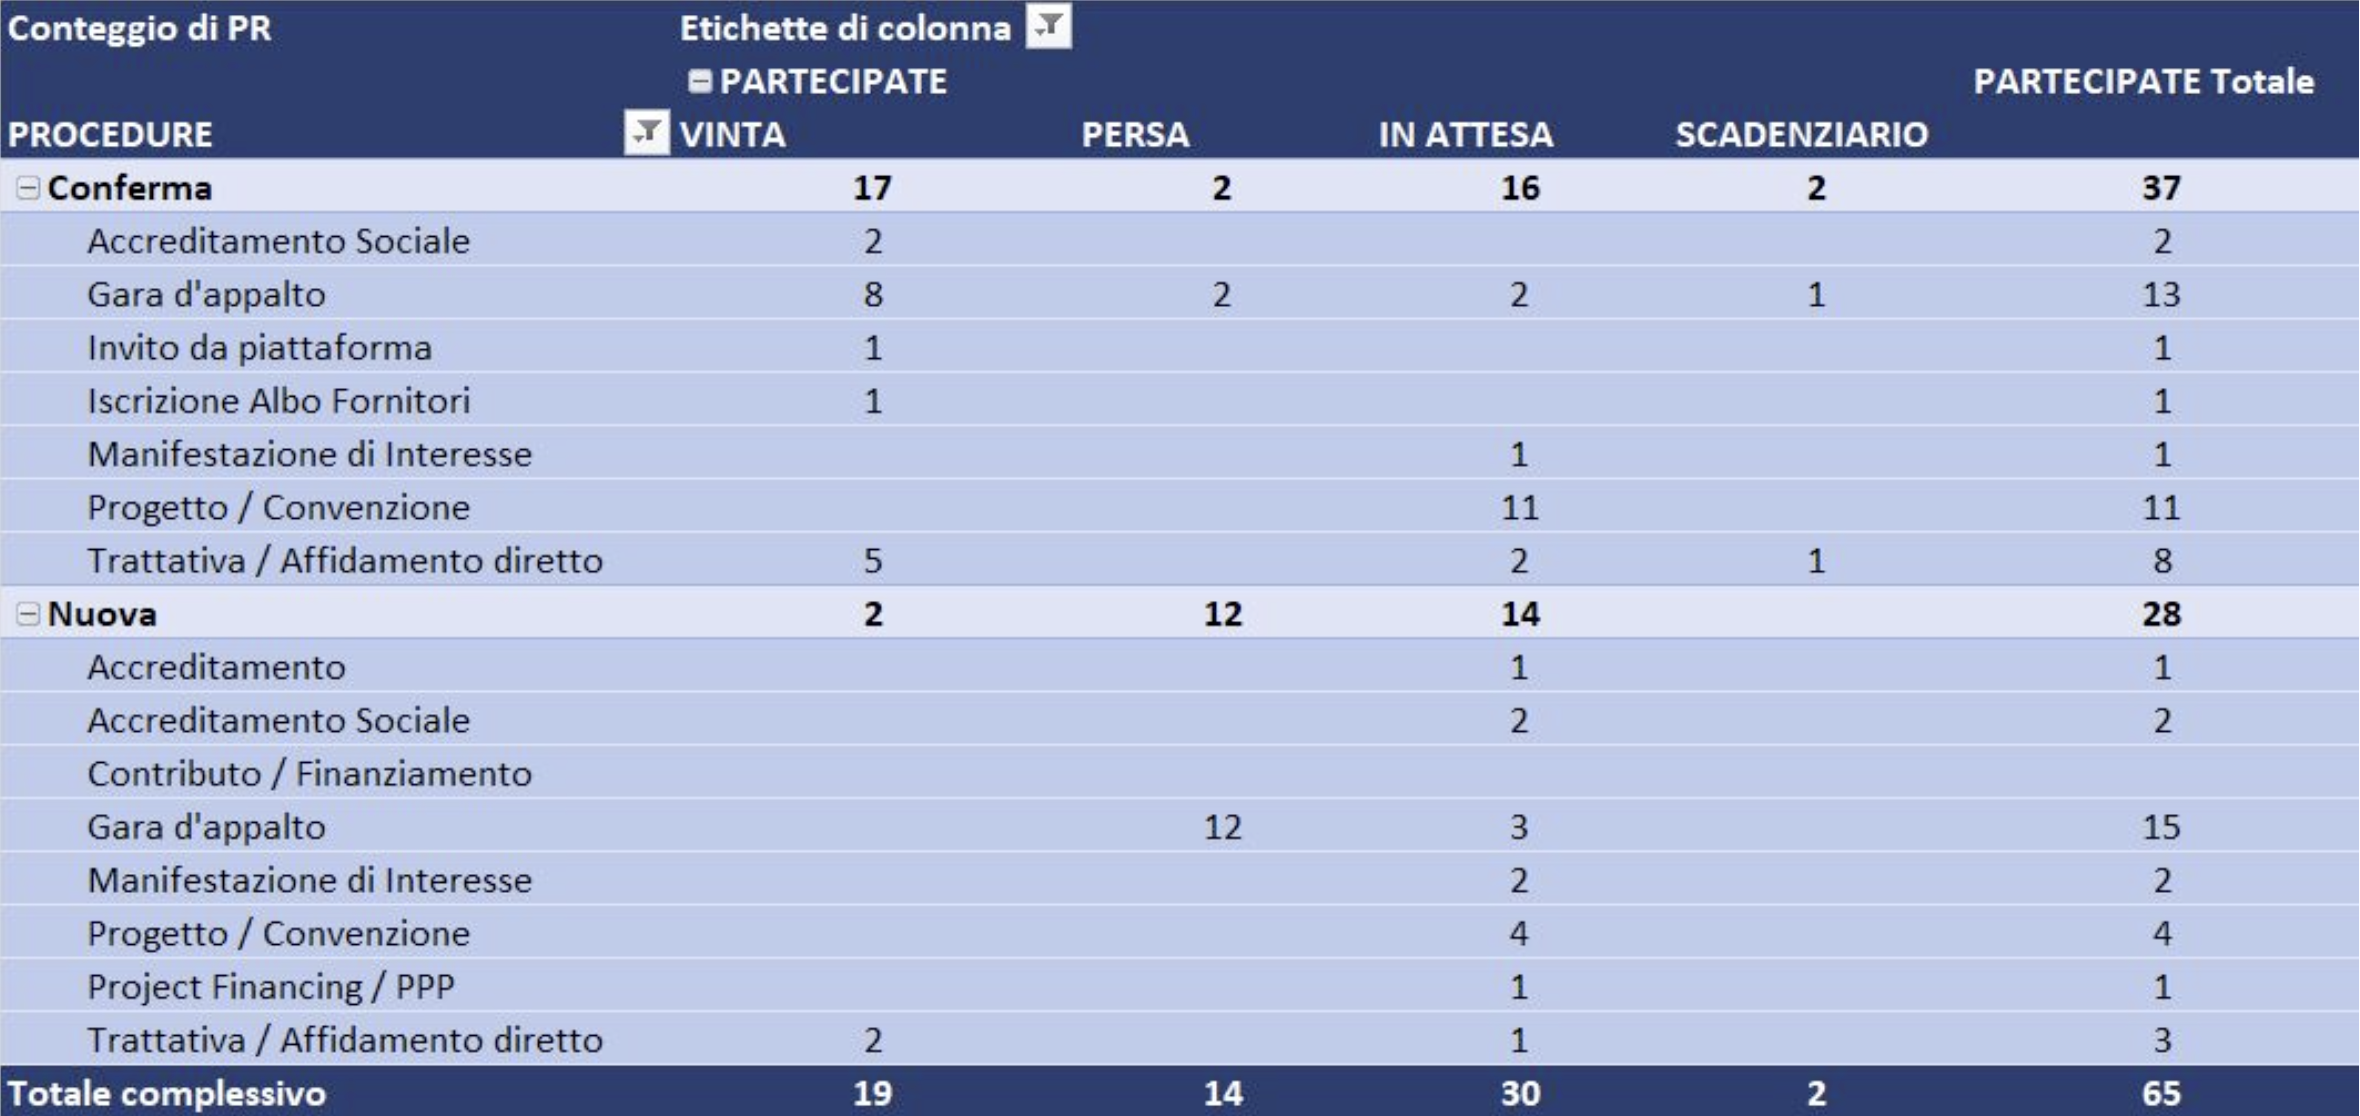 Conteggio di PR Etichette di colonna
PARTECIPATE PARTECIPATE Totale
PROCEDURE VINTA PERSA IN ATTESA SCADENZIARIO
Conferma 17 2 16 2 37
Accreditamento Sociale 2 2
Gara d'appalto 8 2 2 1 13
Invito da piattaforma 1 1
Iscrizione Albo Fornitori 1 1
Manifestazione di Interesse 1 1
Progetto / Convenzione 11 11
Trattativa / Affidamento diretto 5 2 1 8
Nuova 2 12 14 28
Accreditamento 1 1
Accreditamento Sociale 2 2
Contributo / Finanziamento
Gara d'appalto 12 3 15
Manifestazione di Interesse 2 2
Progetto / Convenzione 4 4
Project Financing / PPP 1 1
Trattativa / Affidamento diretto 2 1 3
Totale complessivo 19 14 30 2 65